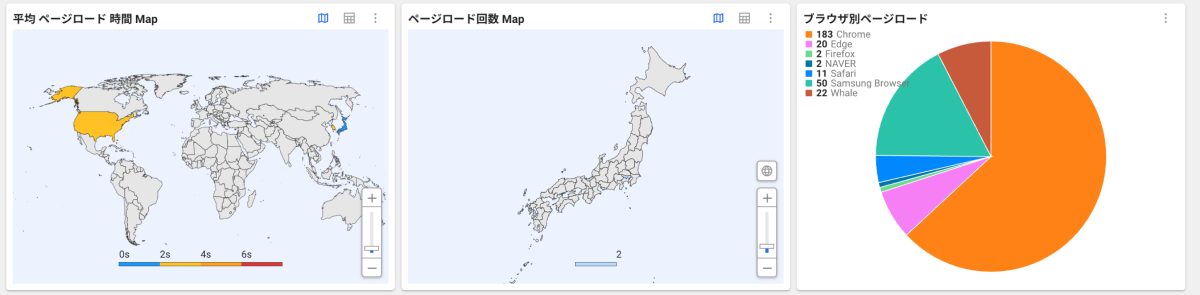 平均 ページロード 時間 Map
0s 2s 4s 6s
ページロード回数 Map
2
ブラウザ別ページロード
183 Chrome
20 Edge
2 Firefox
2 NAVER
11 Safari
50 Samsung Browser
22 Whale